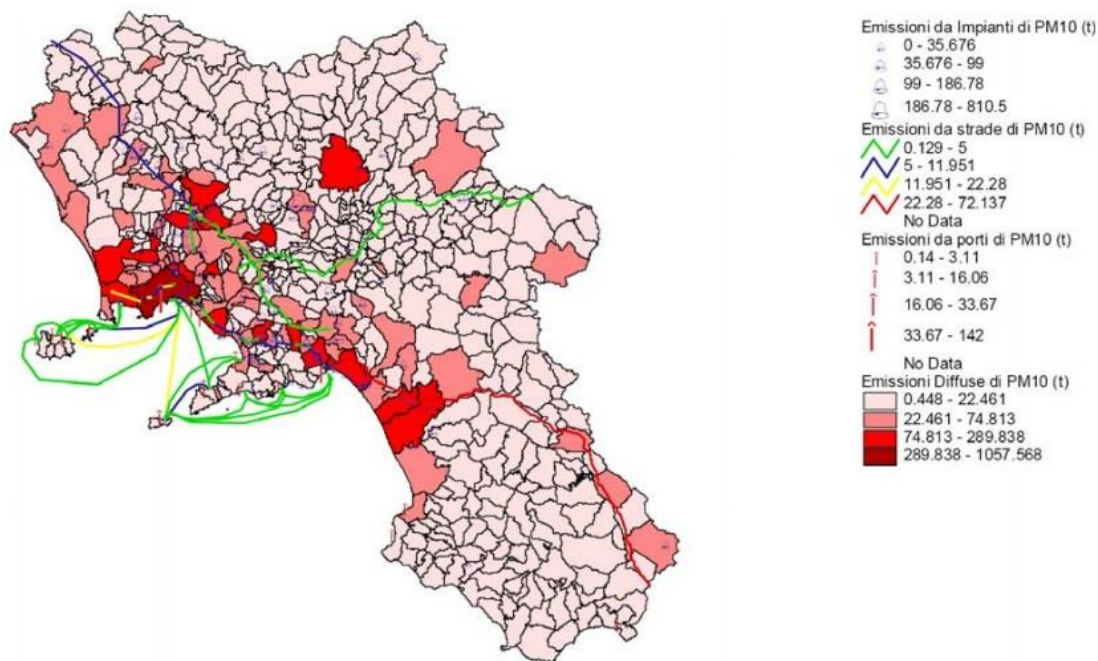 Emissioni da Impianti di PM10 (t)
0 - 35.676
35.676 - 99
99 - 186.78
186.78 - 810.5
Emissioni da strade di PM10 (t)
0.129 - 5
5 - 11.951
11.951 - 22.28
22.28 - 72.137
No Data
Emissioni da porti di PM10 (t)
0.14 - 3.11
3.11 - 16.06
16.06 - 33.67
33.67 - 142
No Data
Emissioni Diffuse di PM10 (t)
0.448 - 22.461
22.461 - 74.813
74.813 - 289.838
289.838 - 1057.568